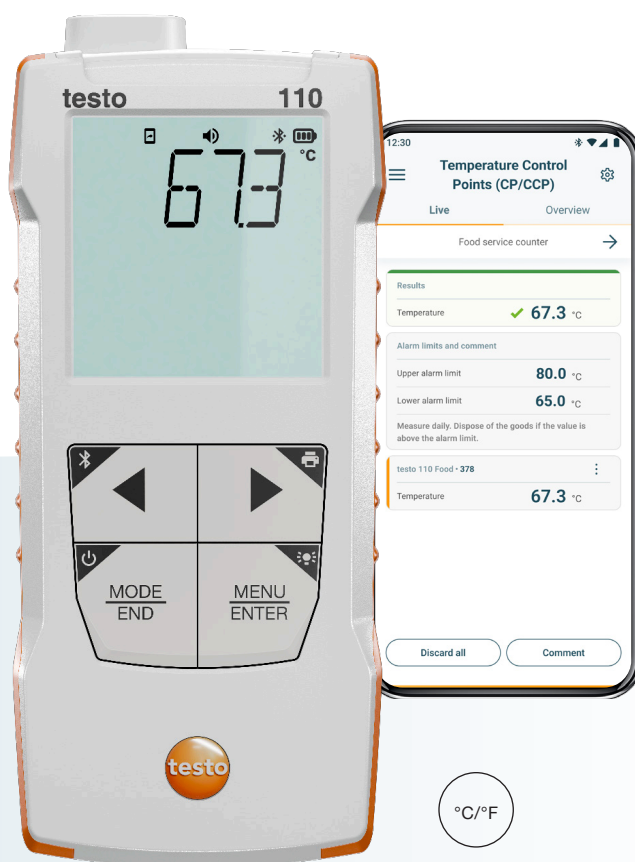 testo 110
67.3 °C
MODE
END
MENU
ENTER
testo
12:30
Temperature Control
Points (CP/CCP)
Live Overview
Food service counter
Results
Temperature 67.3 °C
Alarm limits and comment
Upper alarm limit 80.0 °C
Lower alarm limit 65.0 °C
Measure daily. Dispose of the goods if the value is
above the alarm limit.
testo 110 Food • 378
Temperature 67.3 °C
Discard all Comment
°C/°F